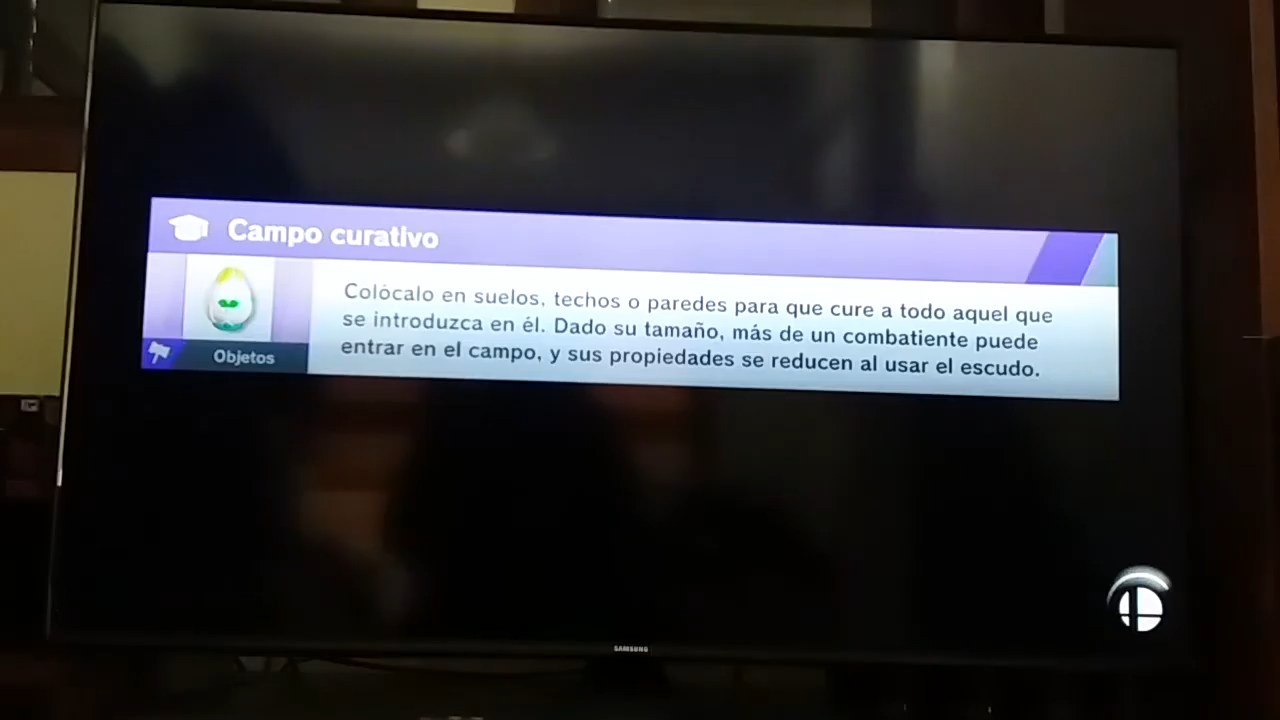 Campo curativo
Colócalo en suelos, techos o paredes para que cure a todo aquel que
se introduzca en él. Dado su tamaño, más de un combatiente puede
entrar en el campo, y sus propiedades se reducen al usar el escudo.
Objetos
SAMSUNG